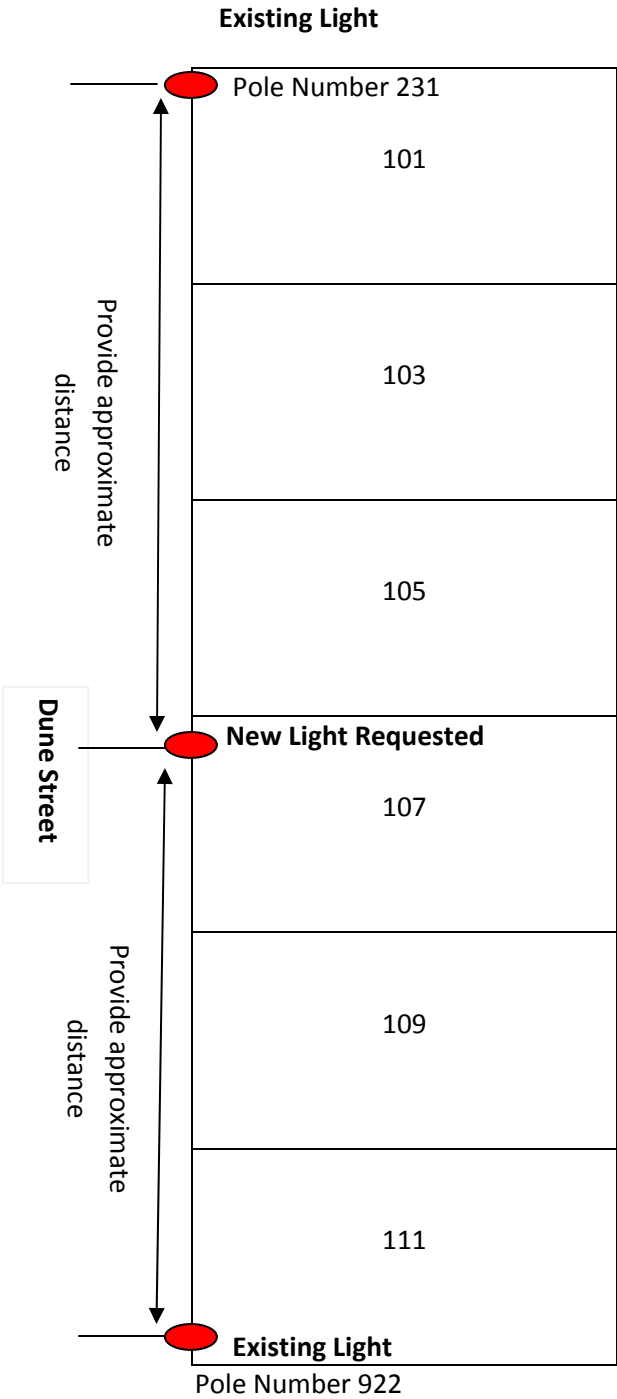 Existing Light
Pole Number 231
101
103
Provide approximate
distance
105
Dune Street
New Light Requested
107
109
Provide approximate
distance
111
Existing Light
Pole Number 922